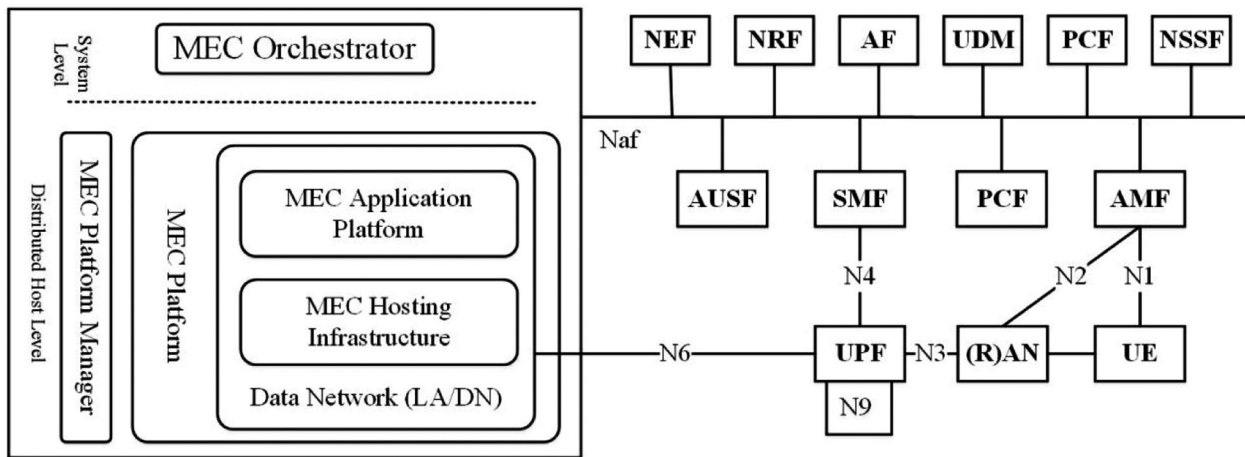 System
Level
MEC Orchestrator
Distributed Host Level
MEC Platform Manager
MEC Platform
MEC Application
Platform
MEC Hosting
Infrastructure
Data Network (LA/DN)
NEF
NRF
AF
UDM
PCF
NSSF
Naf
AUSF
SMF
PCF
AMF
N4
N2
N1
N6
UPF
N3
(R)AN
UE
N9